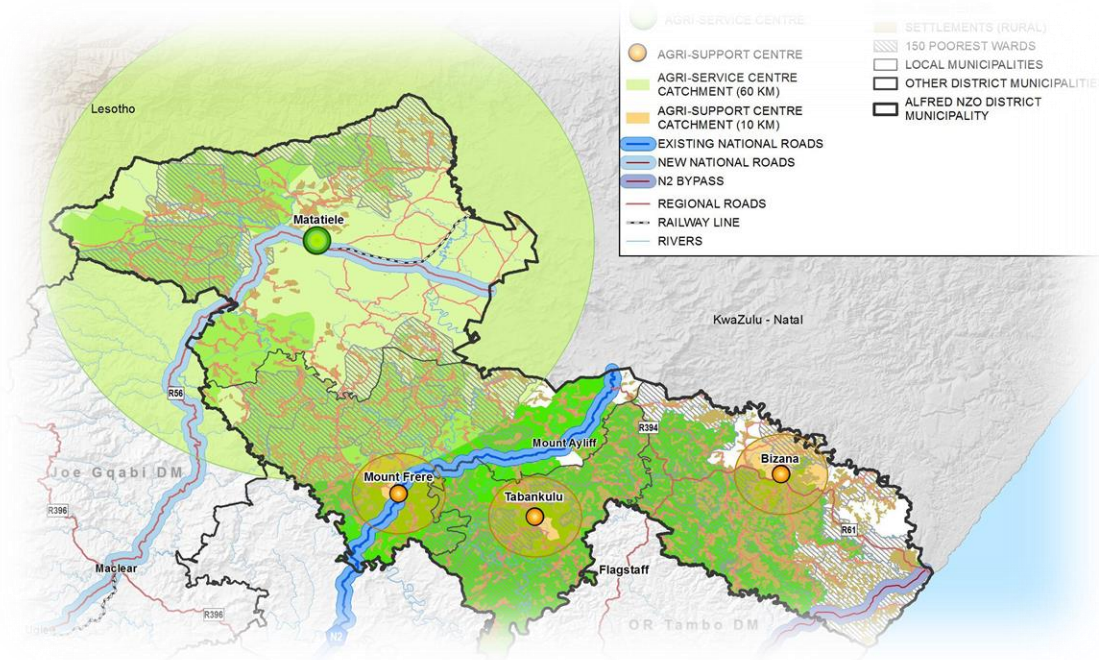 AGRI-SERVICE CENTRE
AGRI-SUPPORT CENTRE
AGRI-SERVICE CENTRE
CATCHMENT (60 KM)
AGRI-SUPPORT CENTRE
CATCHMENT (10 KM)
EXISTING NATIONAL ROADS
NEW NATIONAL ROADS
N2 BYPASS
REGIONAL ROADS
RAILWAY LINE
RIVERS
SETTLEMENTS (RURAL)
150 POOREST WARDS
LOCAL MUNICIPALITIES
OTHER DISTRICT MUNICIPALITIE
ALFRED NZO DISTRICT
MUNICIPALITY
Lesotho
Matatiele
KwaZulu - Natal
R56
R394
Mount Ayliff
Bizana
Joe Gqabi DM
Mount Frere
Tabankulu
R396
R61
Maclear
Flagstaff
R396
OR Tambo DM
N2